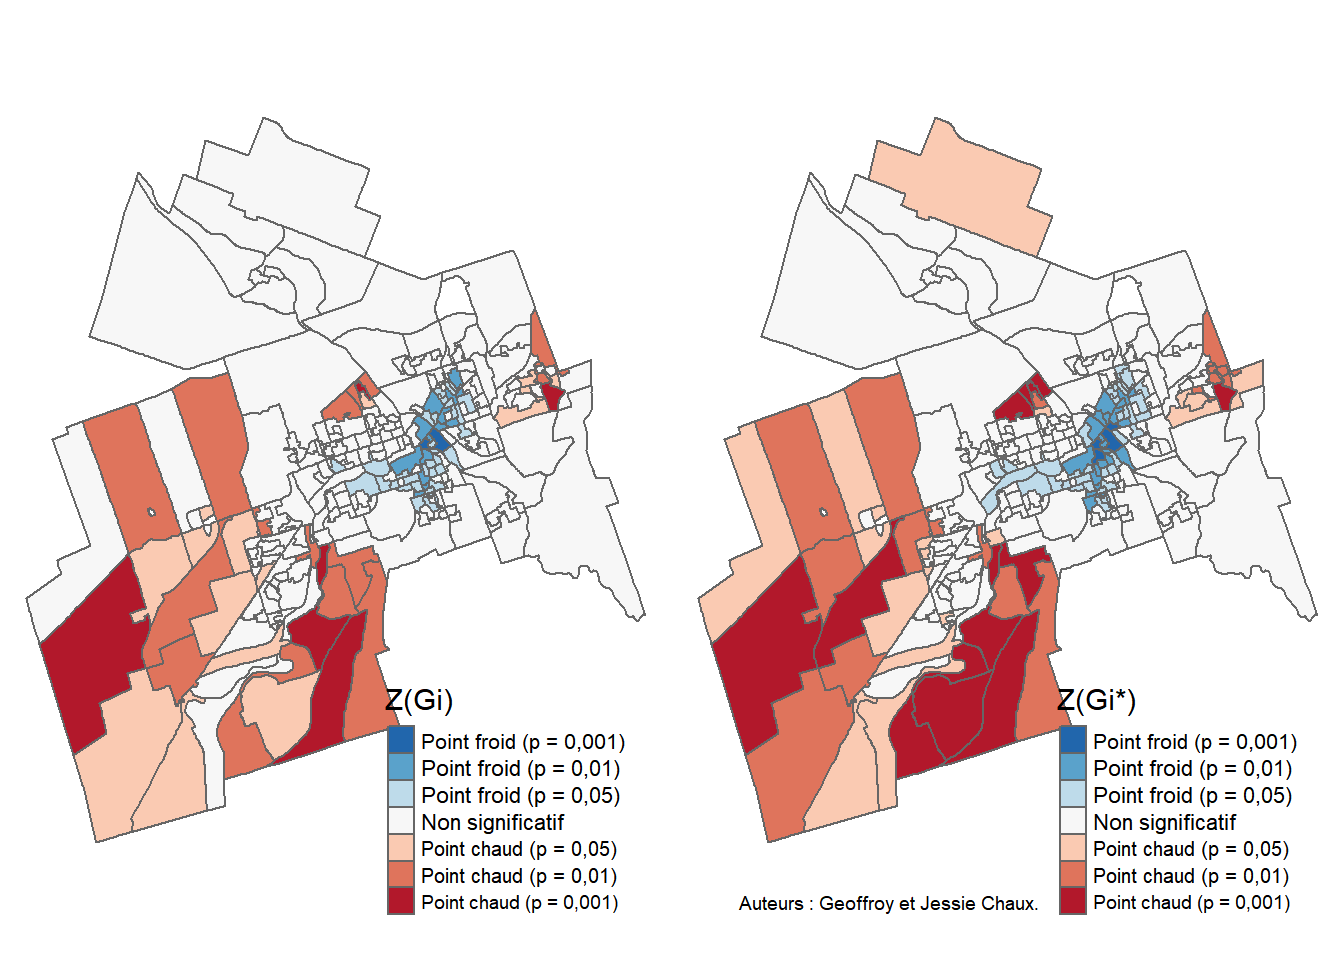 Z(Gi)
Point froid (p = 0,001)
Point froid (p = 0,01)
Point froid (p = 0,05)
Non significatif
Point chaud (p = 0,05)
Point chaud (p = 0,01)
Point chaud (p = 0,001)
Z(Gi*)
Point froid (p = 0,001)
Point froid (p = 0,01)
Point froid (p = 0,05)
Non significatif
Point chaud (p = 0,05)
Point chaud (p = 0,01)
Point chaud (p = 0,001)
Auteurs : Geoffroy et Jessie Chaux.